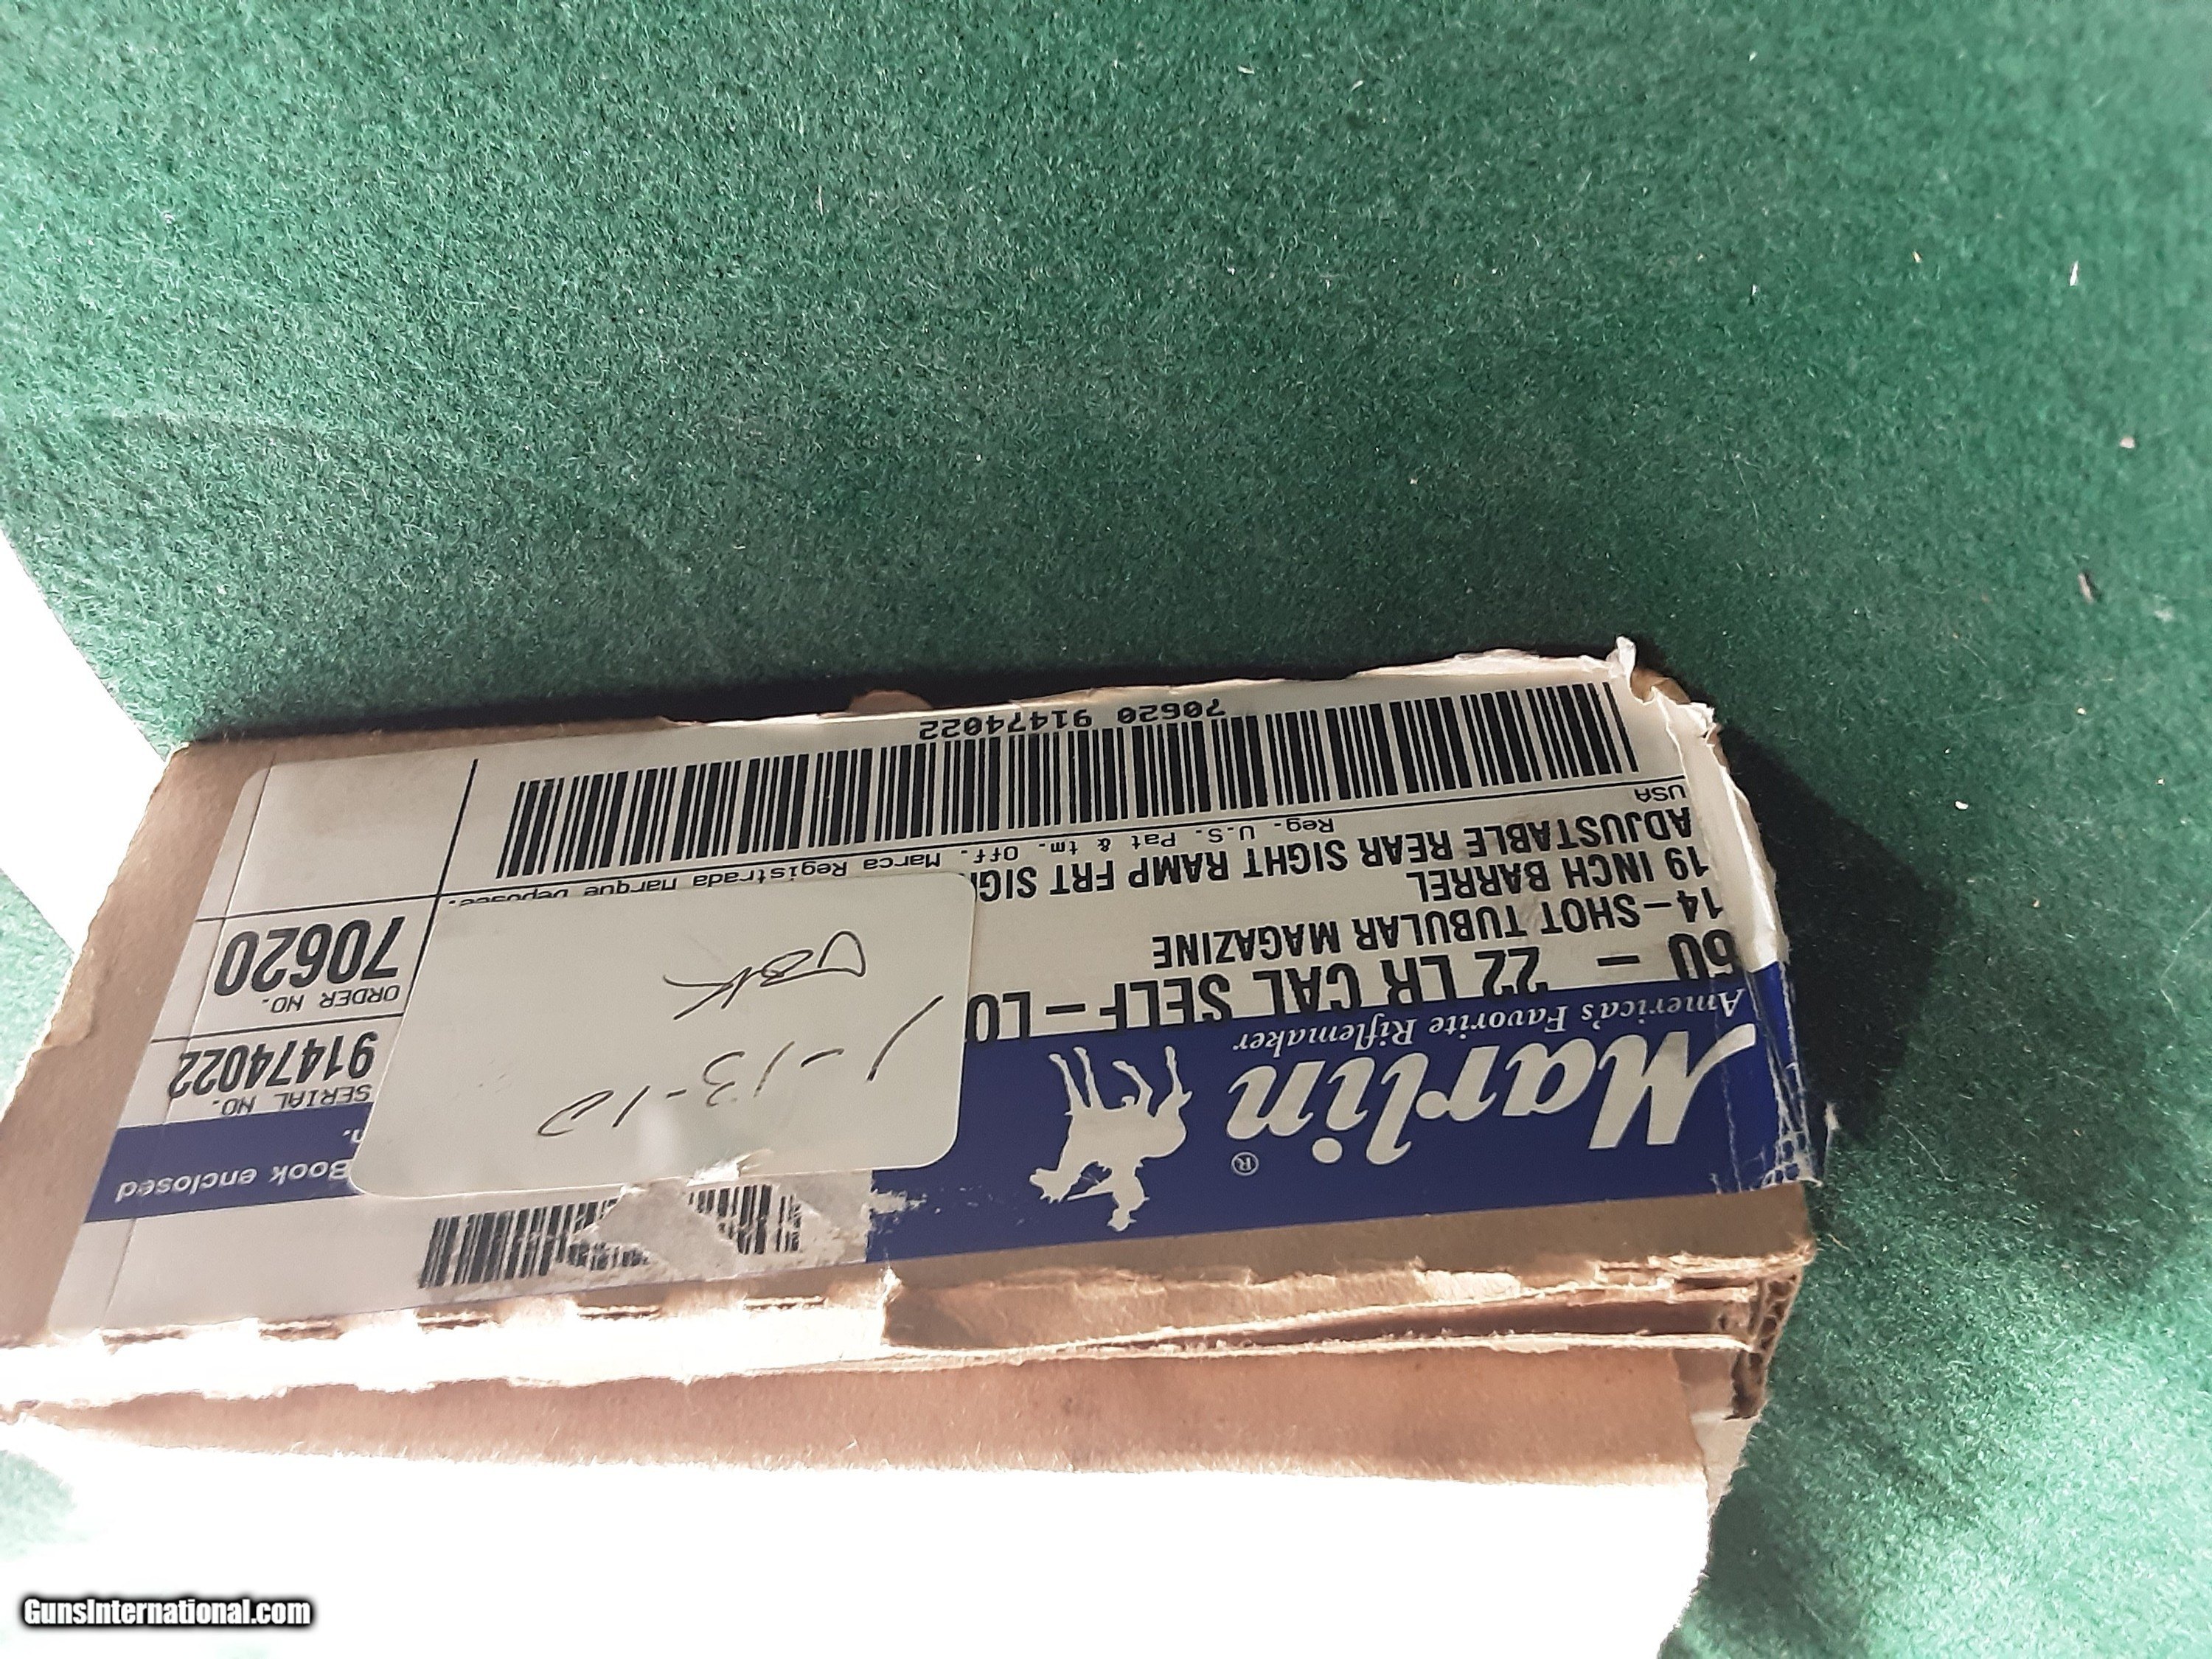 Marlin®
America's Favorite Riflemaker
60 - 22 LR CAL SELF-LO
14-SHOT TUBULAR MAGAZINE
19 INCH BARREL
ADJUSTABLE REAR SIGHT RAMP FRT SIG
USA Reg. U.S. Pat & tm. Off. Marca Registrada Marque Deposee.
70620 91474022
1-13-10
Book enclosed
SERIAL NO.
91474022
ORDER NO.
70620
GunsInternational.com